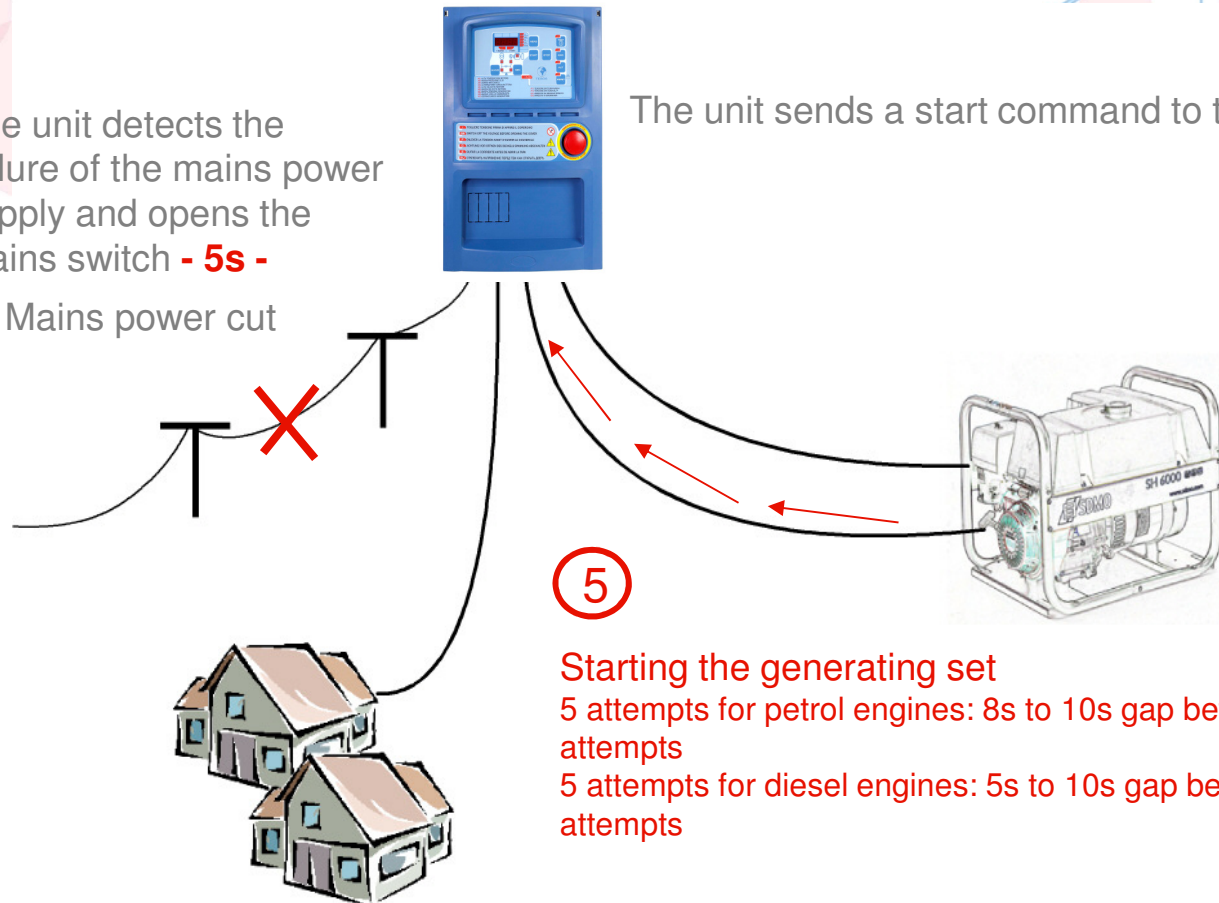 The unit sends a start command to t
e unit detects the
lure of the mains power
pply and opens the
ains switch - 5s -
Mains power cut
SH 6000
SDMO
5
Starting the generating set
5 attempts for petrol engines: 8s to 10s gap be
attempts
5 attempts for diesel engines: 5s to 10s gap be
attempts